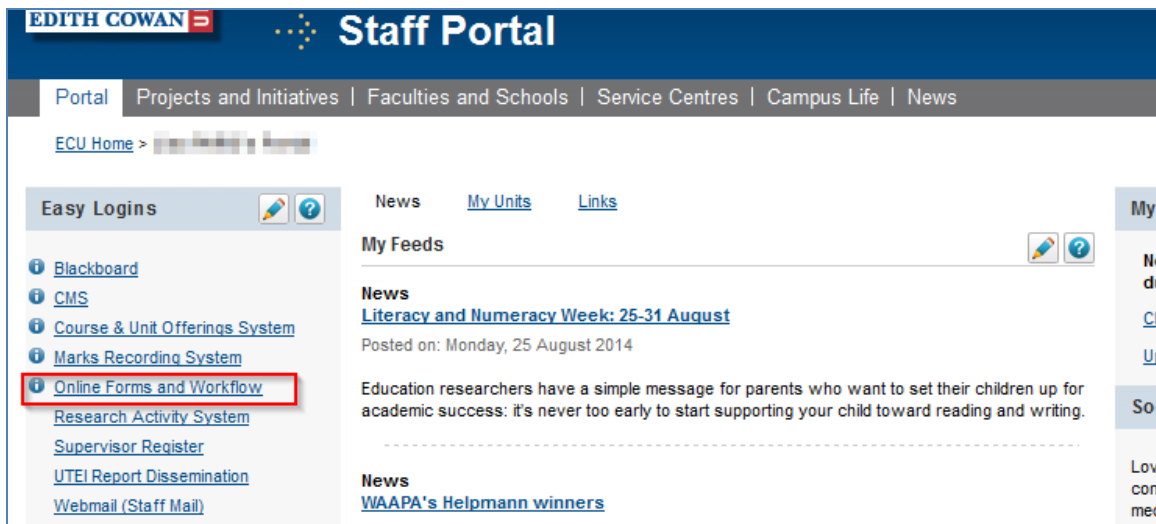 EDITH COWAN
Staff Portal
Portal Projects and Initiatives | Faculties and Schools | Service Centres | Campus Life | News
ECU Home >
Easy Logins
Blackboard
CMS
Course & Unit Offerings System
Marks Recording System
Online Forms and Workflow
Research Activity System
Supervisor Register
UTEI Report Dissemination
Webmail (Staff Mail)
News My Units Links
My Feeds
News
Literacy and Numeracy Week: 25-31 August
Posted on: Monday, 25 August 2014
Education researchers have a simple message for parents who want to set their children up for
academic success: it's never too early to start supporting your child toward reading and writing.
News
WAAPA's Helpmann winners
My
So
Lov